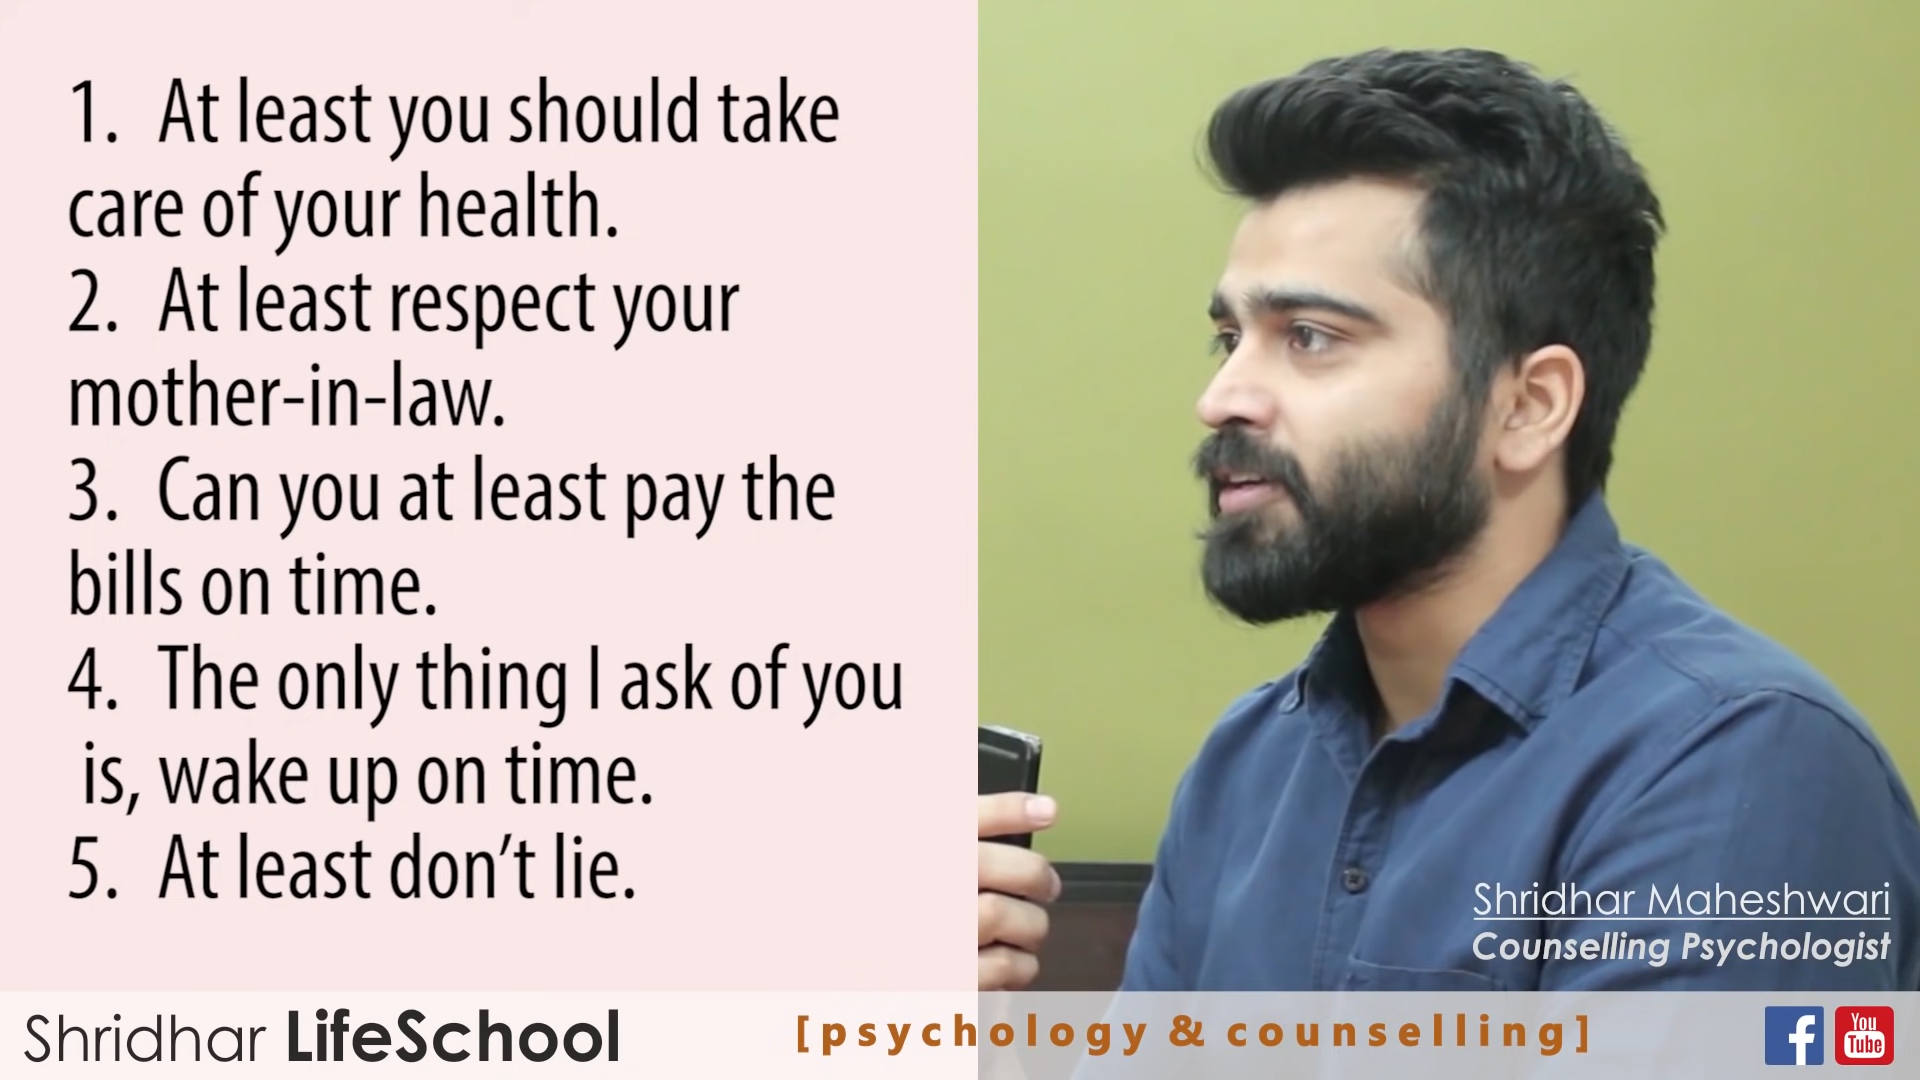 1. At least you should take
care of your health.
2. At least respect your
mother-in-law.
3. Can you at least pay the
bills on time.
4. The only thing I ask of you
is, wake up on time.
5. At least don’t lie.
Shridhar Maheshwari
Counselling Psychologist
Shridhar LifeSchool
[psychology & counselling]
f
You
Tube